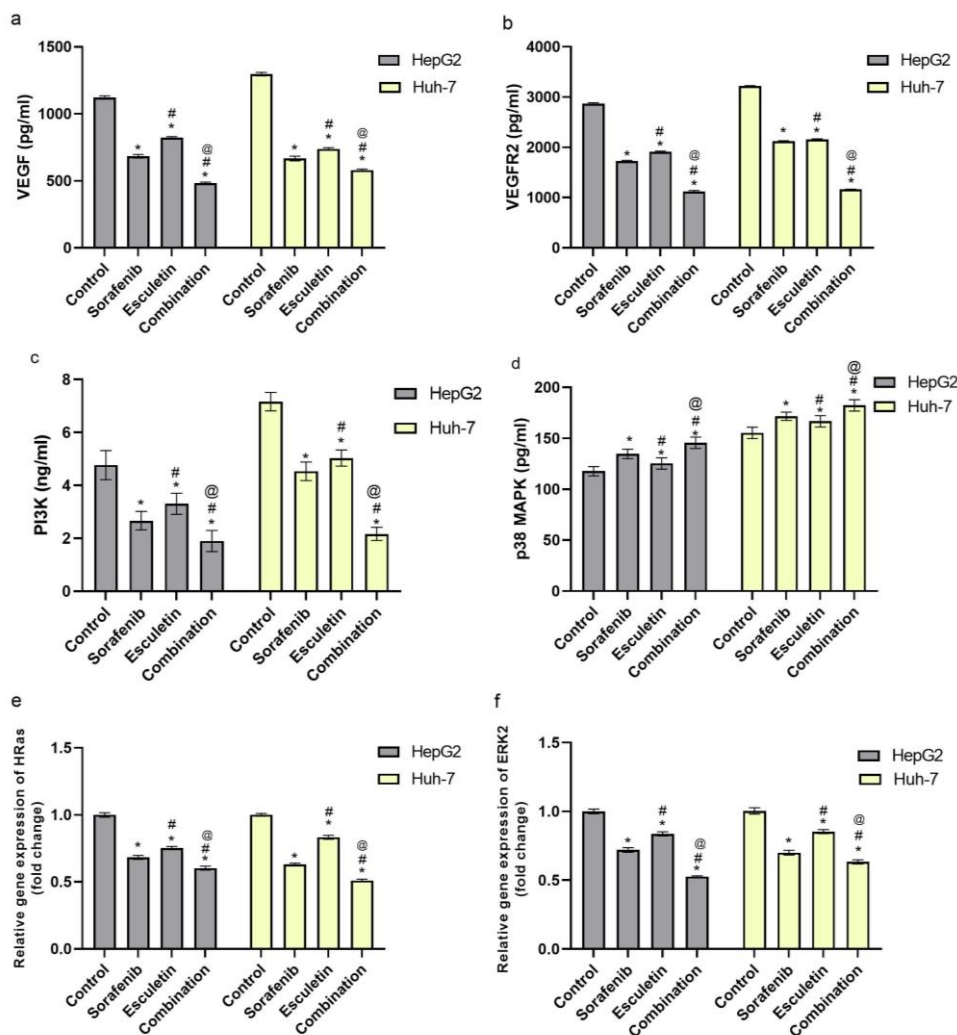 a
VEGF (pg/ml)
1500
1000
500
0
*
#
*
@
#
*
*
#
*
@
#
*
HepG2
Huh-7
Control
Sorafenib
Esculetin
Combination
Control
Sorafenib
Esculetin
Combination
b
VEGFR2 (pg/ml)
4000
3000
2000
1000
0
*
#
*
@
#
*
*
#
*
@
#
*
HepG2
Huh-7
Control
Sorafenib
Esculetin
Combination
Control
Sorafenib
Esculetin
Combination
c
PI3K (ng/ml)
8
6
4
2
0
*
#
*
@
#
*
*
#
*
@
#
*
HepG2
Huh-7
Control
Sorafenib
Esculetin
Combination
Control
Sorafenib
Esculetin
Combination
d
p38 MAPK (pg/ml)
200
150
100
50
0
*
#
*
@
#
*
*
#
*
@
#
*
HepG2
Huh-7
Control
Sorafenib
Esculetin
Combination
Control
Sorafenib
Esculetin
Combination
e
Relative gene expression of HRas
(fold change)
1.5
1.0
0.5
0.0
*
#
*
@
#
*
*
#
*
@
#
*
HepG2
Huh-7
Control
Sorafenib
Esculetin
Combination
Control
Sorafenib
Esculetin
Combination
f
Relative gene expression of ERK2
(fold change)
1.5
1.0
0.5
0.0
*
#
*
@
#
*
*
#
*
@
#
*
HepG2
Huh-7
Control
Sorafenib
Esculetin
Combination
Control
Sorafenib
Esculetin
Combination